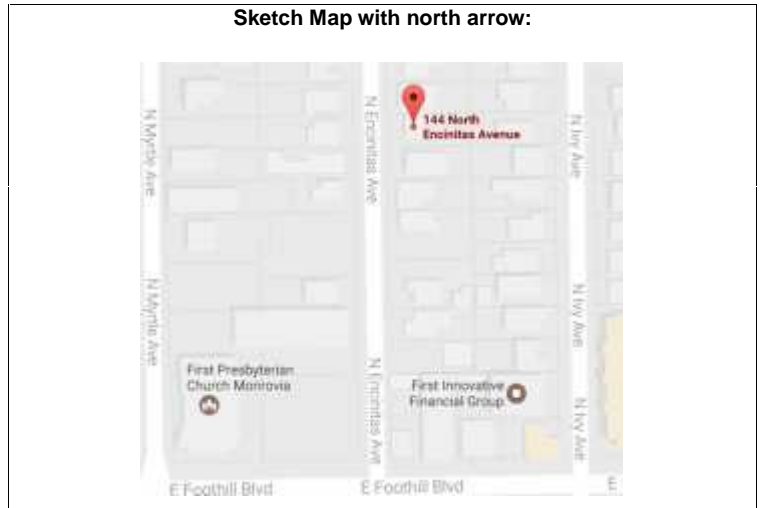 Sketch Map with north arrow:
N Myrtle Ave
N Encinitas Ave
144 North
Encinitas Avenue
N Ivy Ave
N Myrtle Ave
N Ivy Ave
First Presbyterian
Church Monrovia
N Encinitas Ave
First Innovative
Financial Group
N Ivy Ave
E Foothill Blvd
E Foothill Blvd
E